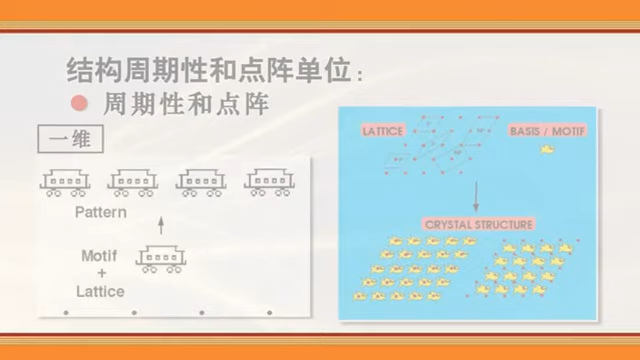 结构周期性和点阵单位：
周期性和点阵
一维
Pattern
Motif
+
Lattice
LATTICE
BASIS / MOTIF
CRYSTAL STRUCTURE